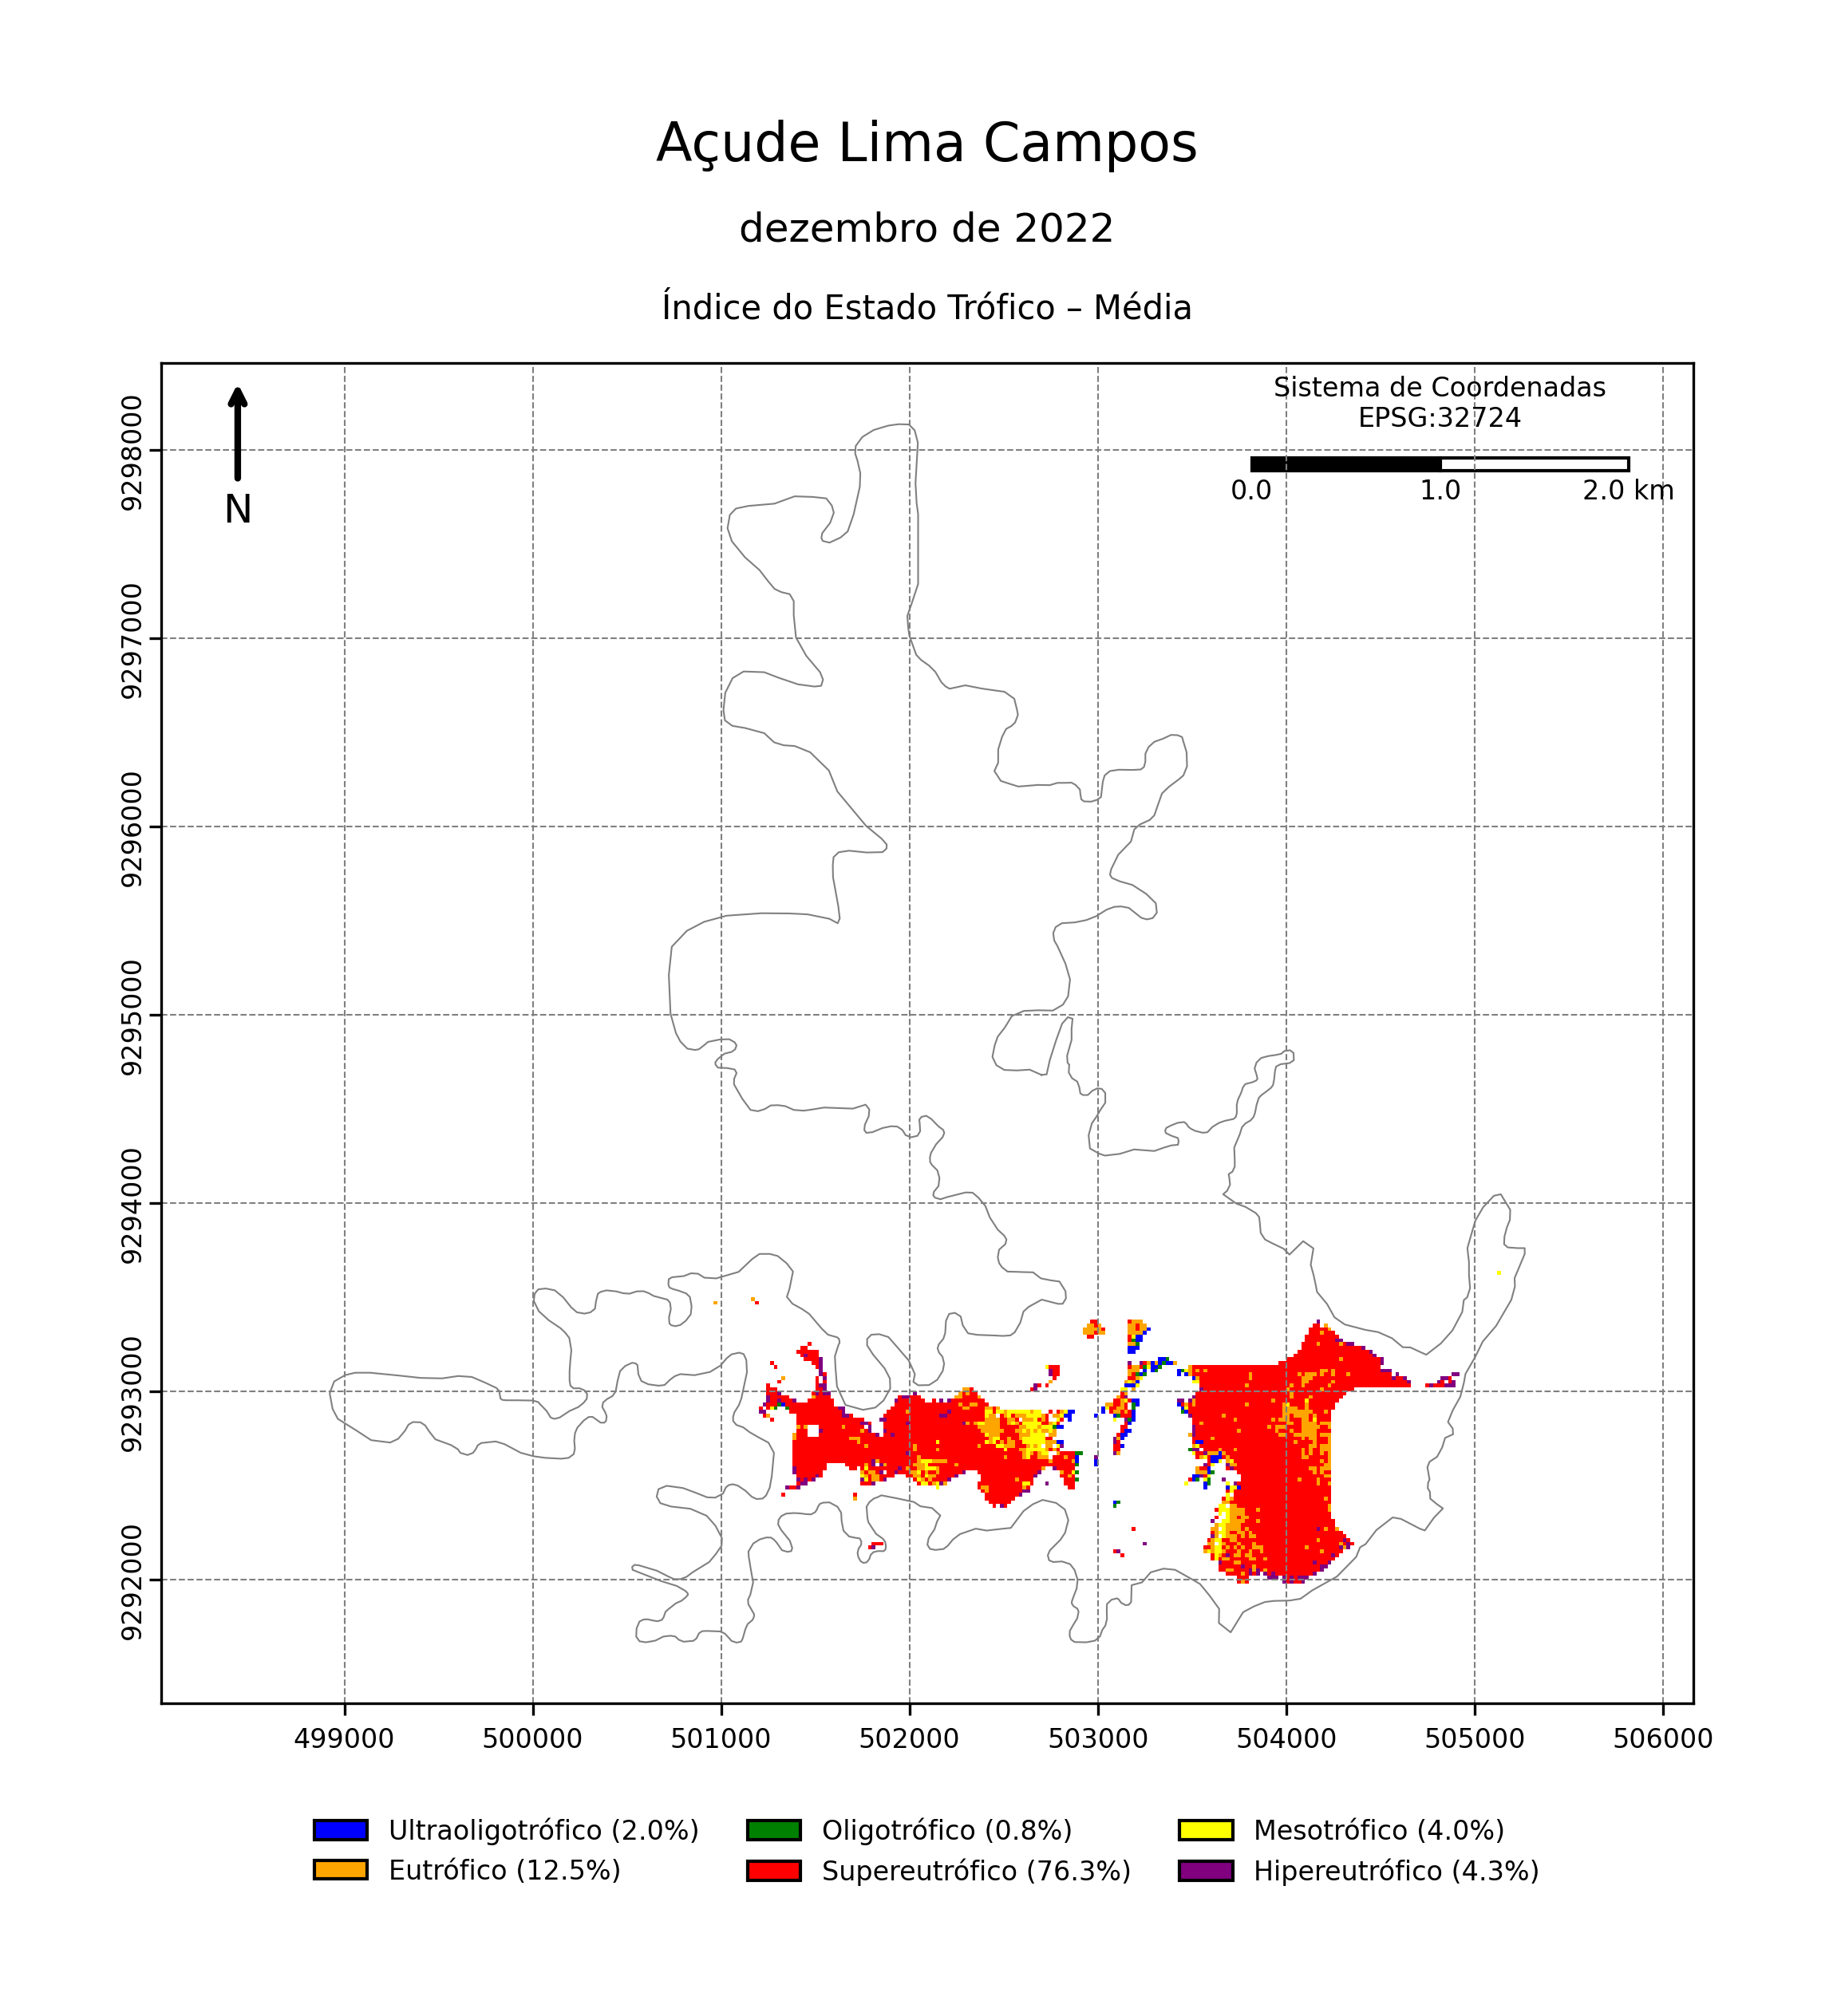 Açude Lima Campos
dezembro de 2022
Índice do Estado Trófico – Média
Sistema de Coordenadas
EPSG:32724
0.0 1.0 2.0 km
N
9298000
9297000
9296000
9295000
9294000
9293000
9292000
499000 500000 501000 502000 503000 504000 505000 506000
Ultraoligotrófico (2.0%) Oligotrófico (0.8%) Mesotrófico (4.0%)
Eutrófico (12.5%) Supereutrófico (76.3%) Hipereutrófico (4.3%)